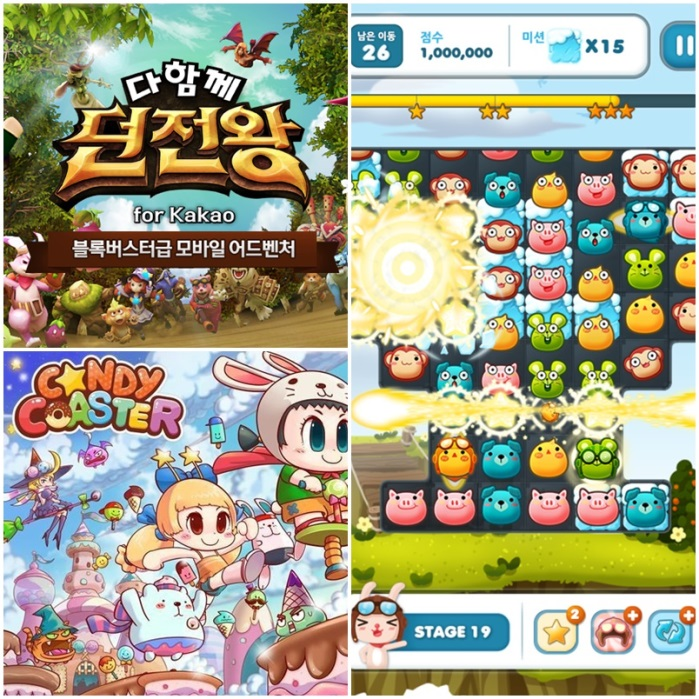 다함께
던전왕
for Kakao
블록버스터급 모바일 어드벤처
CANDY
COASTER
남은 이동
26
점수
1,000,000
미션
X15
STAGE 19
2
+
+